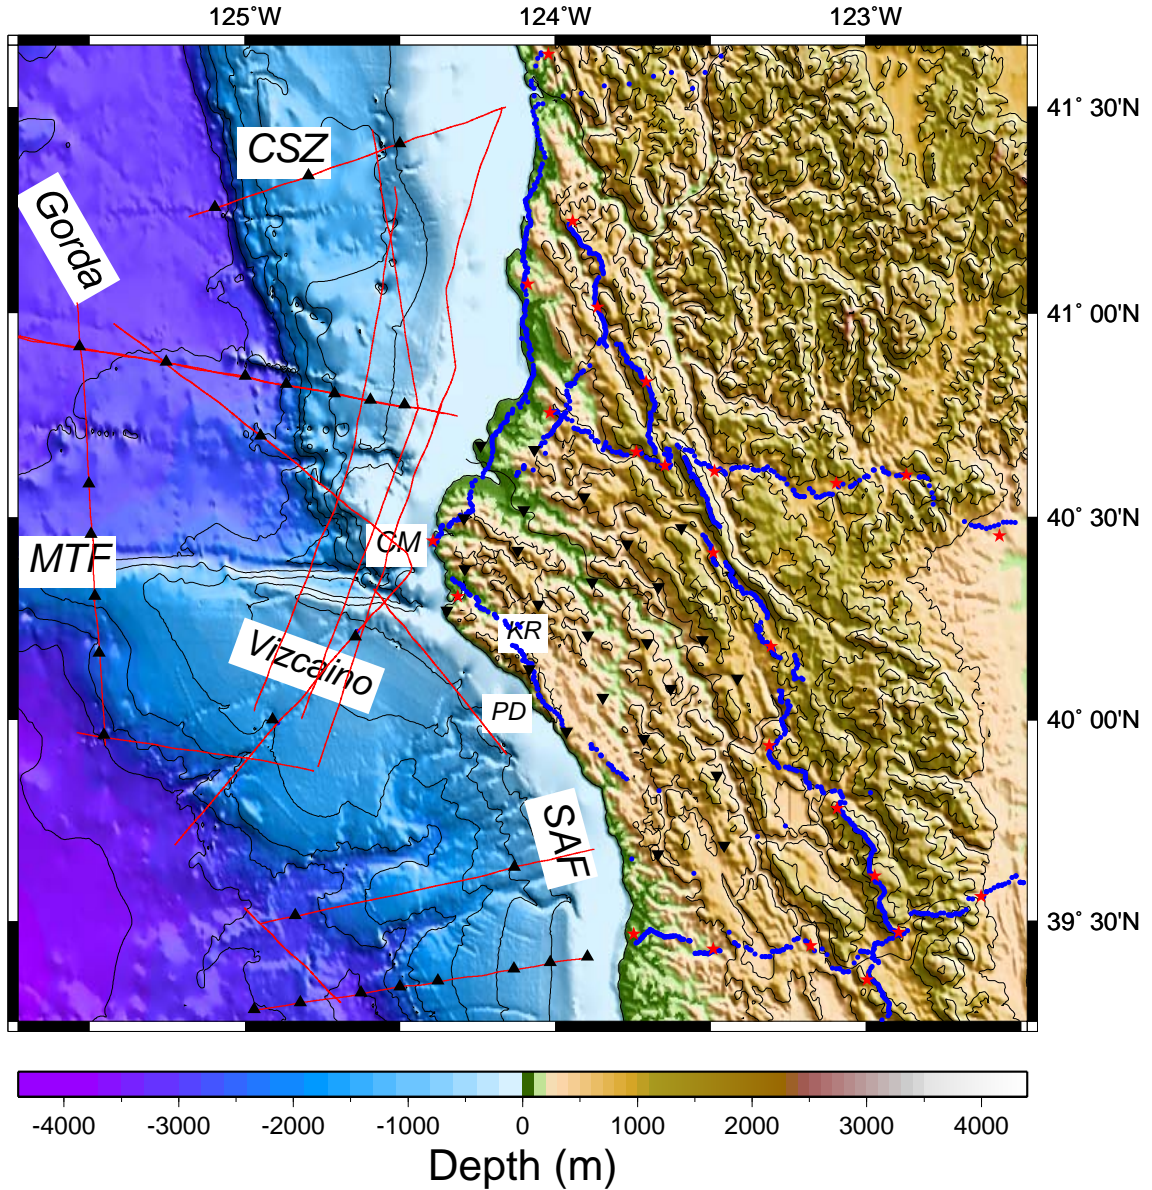 125°W 124°W 123°W
41° 30'N
CSZ
Gorda
41° 00'N
40° 30'N
CM
MTF
KR
Vizcaino
PD
40° 00'N
SAF
39° 30'N
-4000 -3000 -2000 -1000 0 1000 2000 3000 4000
Depth (m)